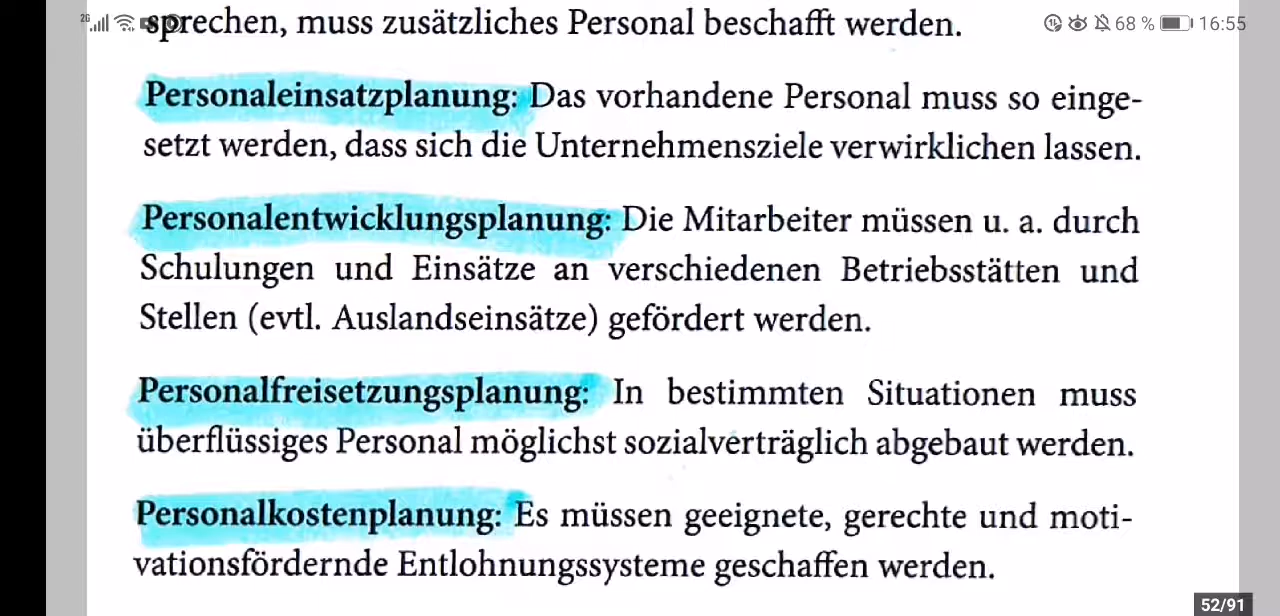 2G 68 % 16:55
sprechen, muss zusätzliches Personal beschafft werden.
Personaleinsatzplanung: Das vorhandene Personal muss so einge-
setzt werden, dass sich die Unternehmensziele verwirklichen lassen.
Personalentwicklungsplanung: Die Mitarbeiter müssen u. a. durch
Schulungen und Einsätze an verschiedenen Betriebsstätten und
Stellen (evtl. Auslandseinsätze) gefördert werden.
Personalfreisetzungsplanung: In bestimmten Situationen muss
überflüssiges Personal möglichst sozialverträglich abgebaut werden.
Personalkostenplanung: Es müssen geeignete, gerechte und moti-
vationsfördernde Entlohnungssysteme geschaffen werden.
52/91